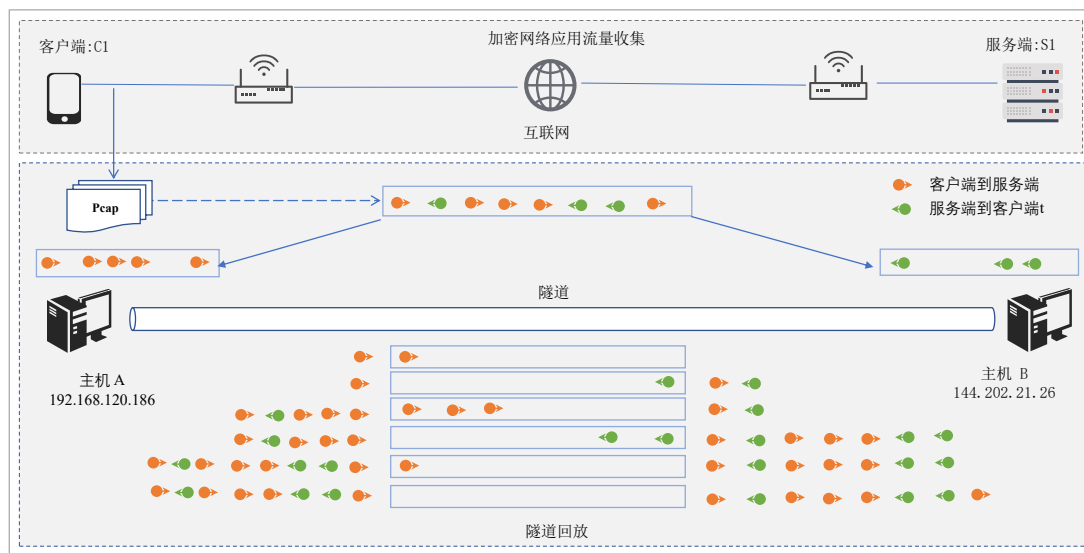 加密网络应用流量收集
客户端:C1
服务端:S1
互联网
Pcap
客户端到服务端
服务端到客户端t
隧道
主机 A
192.168.120.186
主机 B
144.202.21.26
隧道回放